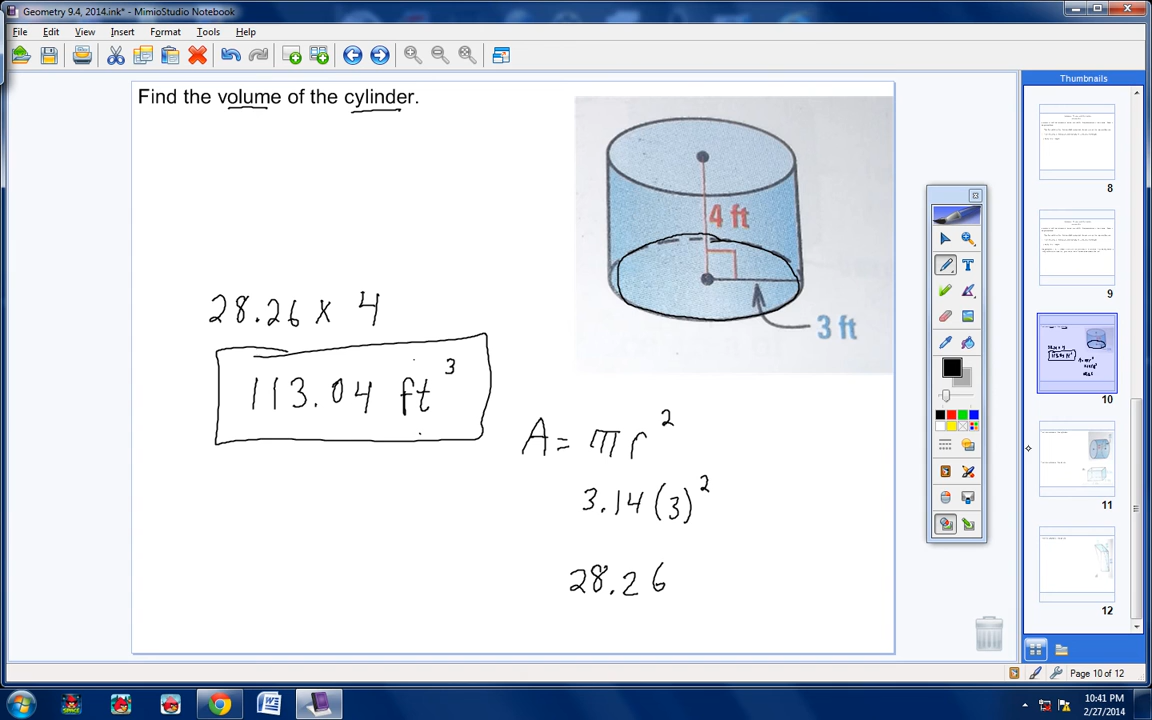 Geometry 9.4, 2014.ink* - MimioStudio Notebook
File Edit View Insert Format Tools Help
Find the volume of the cylinder.
4 ft
3 ft
28.26 x 4
113.04 ft³
A = πr²
3.14(3)²
28.26
Thumbnails
8
9
10
11
12
Page 10 of 12
10:41 PM
2/27/2014